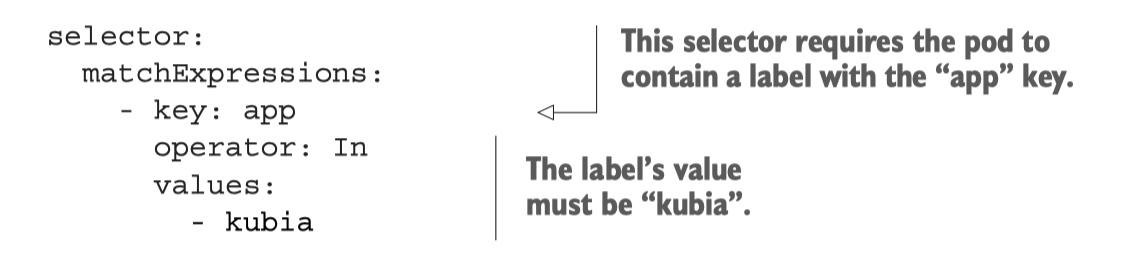 selector:
  matchExpressions:
    - key: app
      operator: In
      values:
        - kubia
This selector requires the pod to
contain a label with the “app” key.
The label’s value
must be “kubia”.